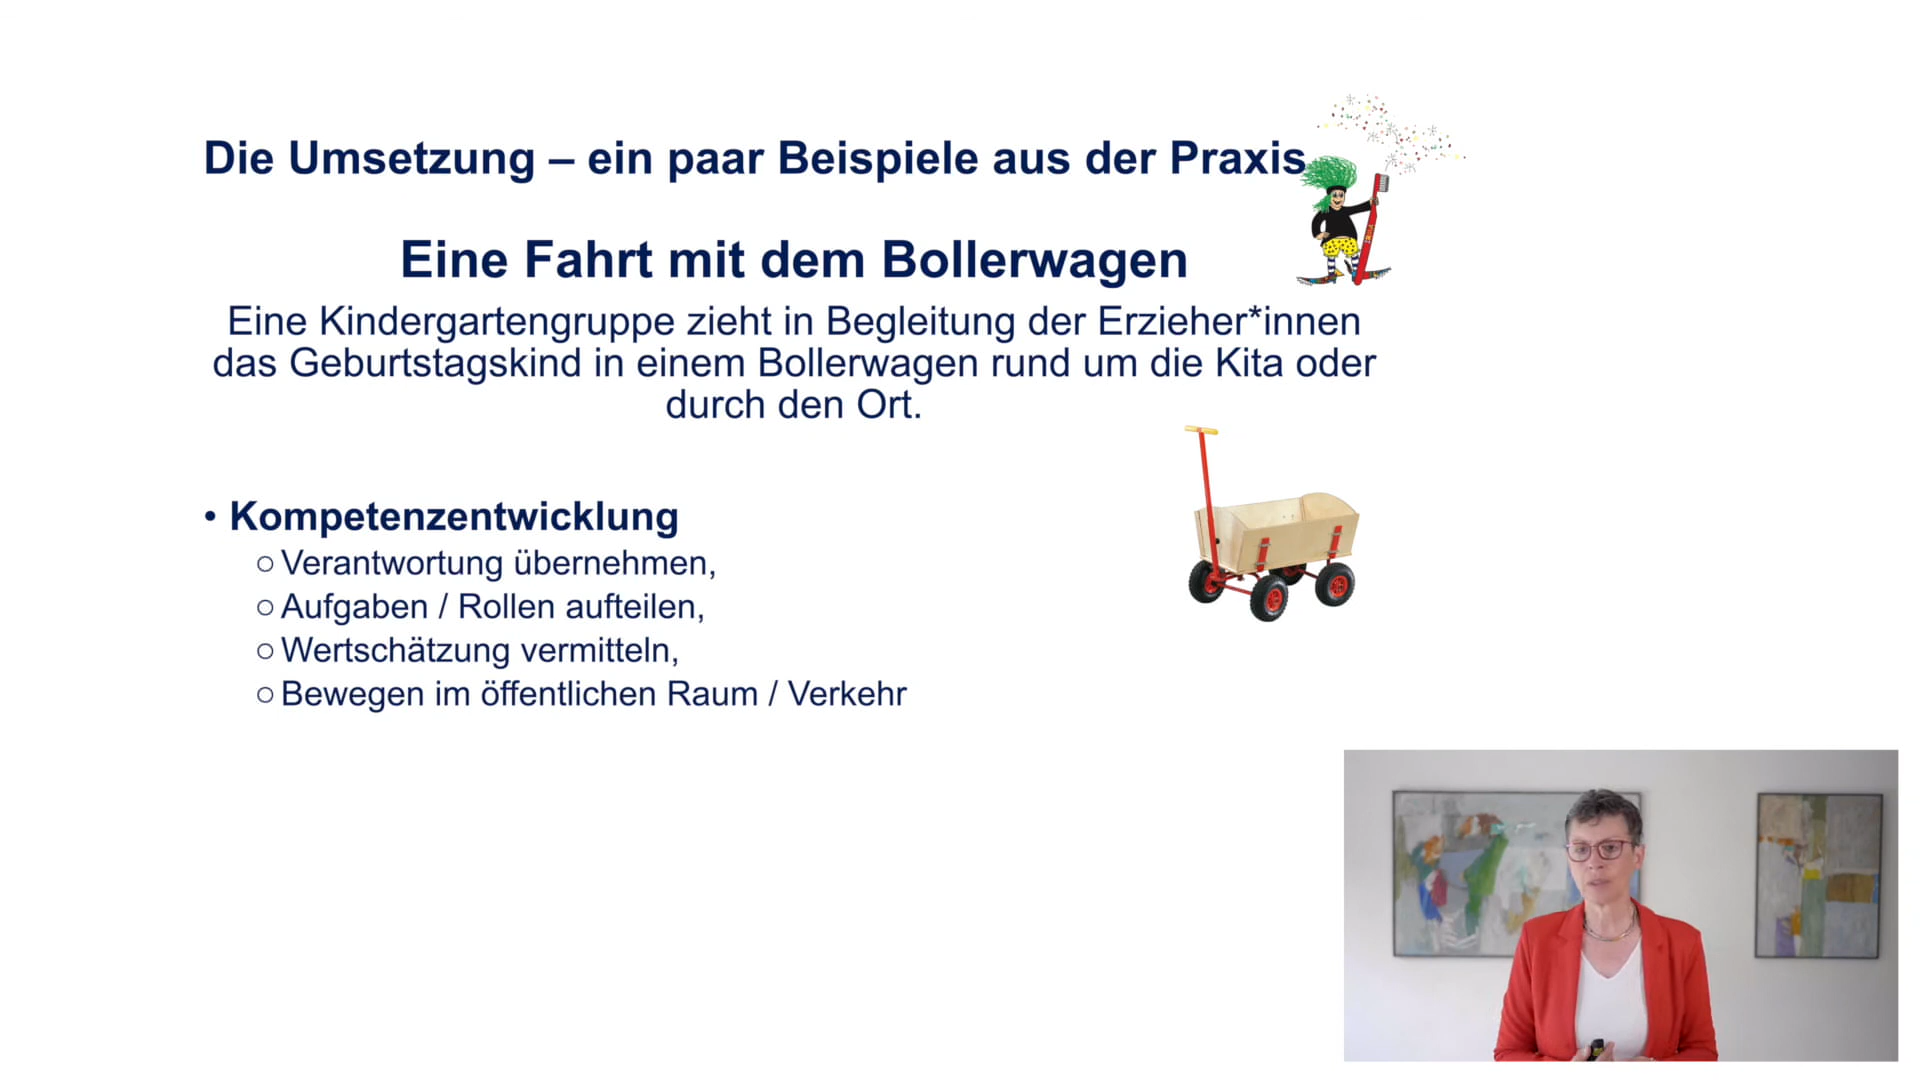 Die Umsetzung – ein paar Beispiele aus der Praxis
Eine Fahrt mit dem Bollerwagen
Eine Kindergartengruppe zieht in Begleitung der Erzieher*innen
das Geburtstagskind in einem Bollerwagen rund um die Kita oder
durch den Ort.
• Kompetenzentwicklung
○ Verantwortung übernehmen,
○ Aufgaben / Rollen aufteilen,
○ Wertschätzung vermitteln,
○ Bewegen im öffentlichen Raum / Verkehr